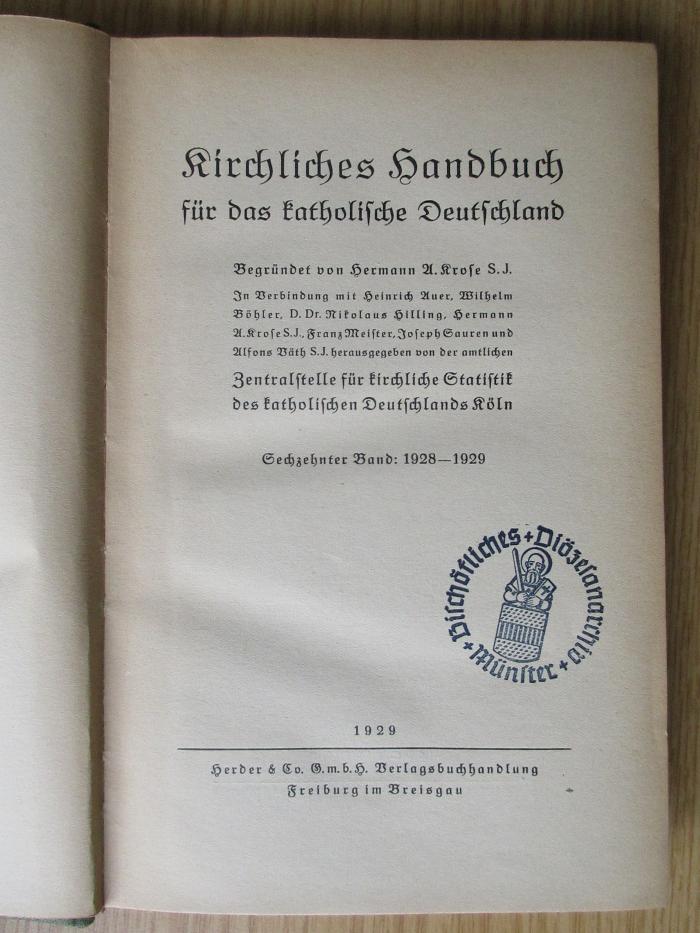 Kirchliches Handbuch
für das katholische Deutschland
Begründet von Hermann A. Krose S.J.
In Verbindung mit Heinrich Auer, Wilhelm
Böhler, D. Dr. Nikolaus Hilling, Hermann
A. Krose S.J., Franz Meister, Joseph Sauren und
Alfons Väth S.J. herausgegeben von der amtlichen
Zentralstelle für kirchliche Statistik
des katholischen Deutschlands Köln
Sechzehnter Band: 1928—1929
Bischöfliches + Diözesanarchiv + Münster +
1929
Herder & Co. G.m.b.H. Verlagsbuchhandlung
Freiburg im Breisgau